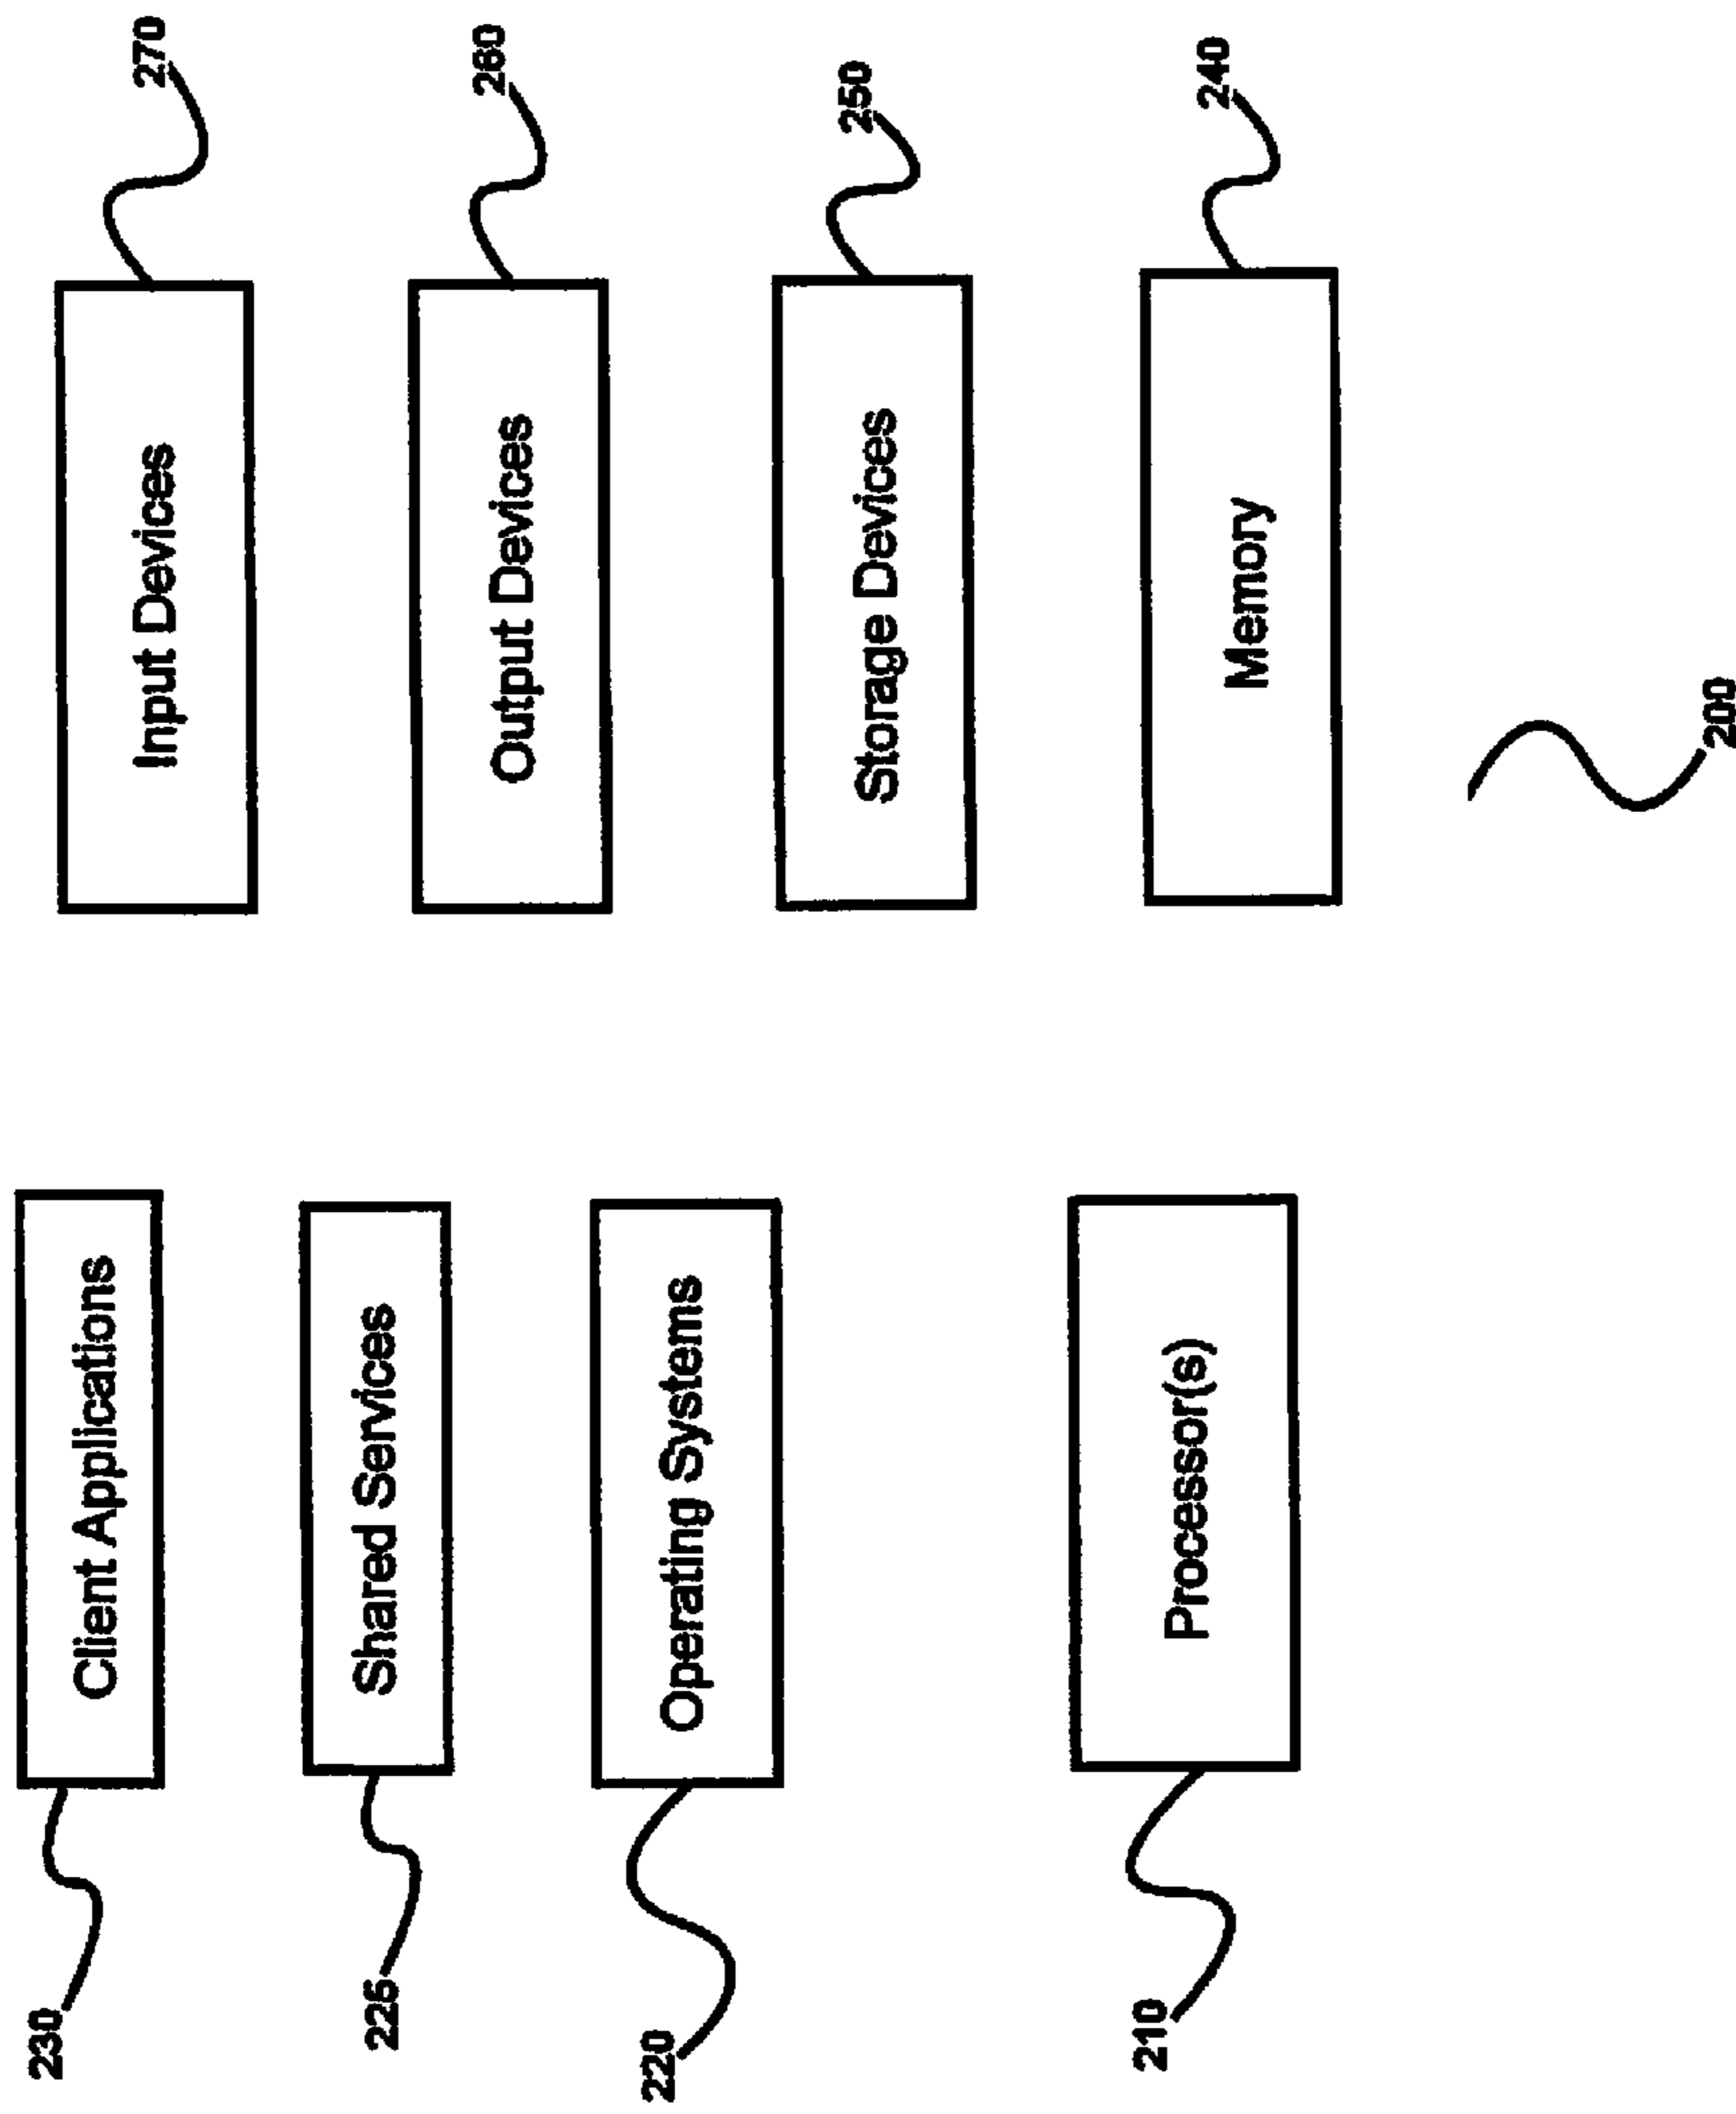 230
Client Applications
Input Devices
270
225
Shared Services
Output Devices
260
220
Operating Systems
Storage Devices
250
210
Processor(s)
Memory
240
200